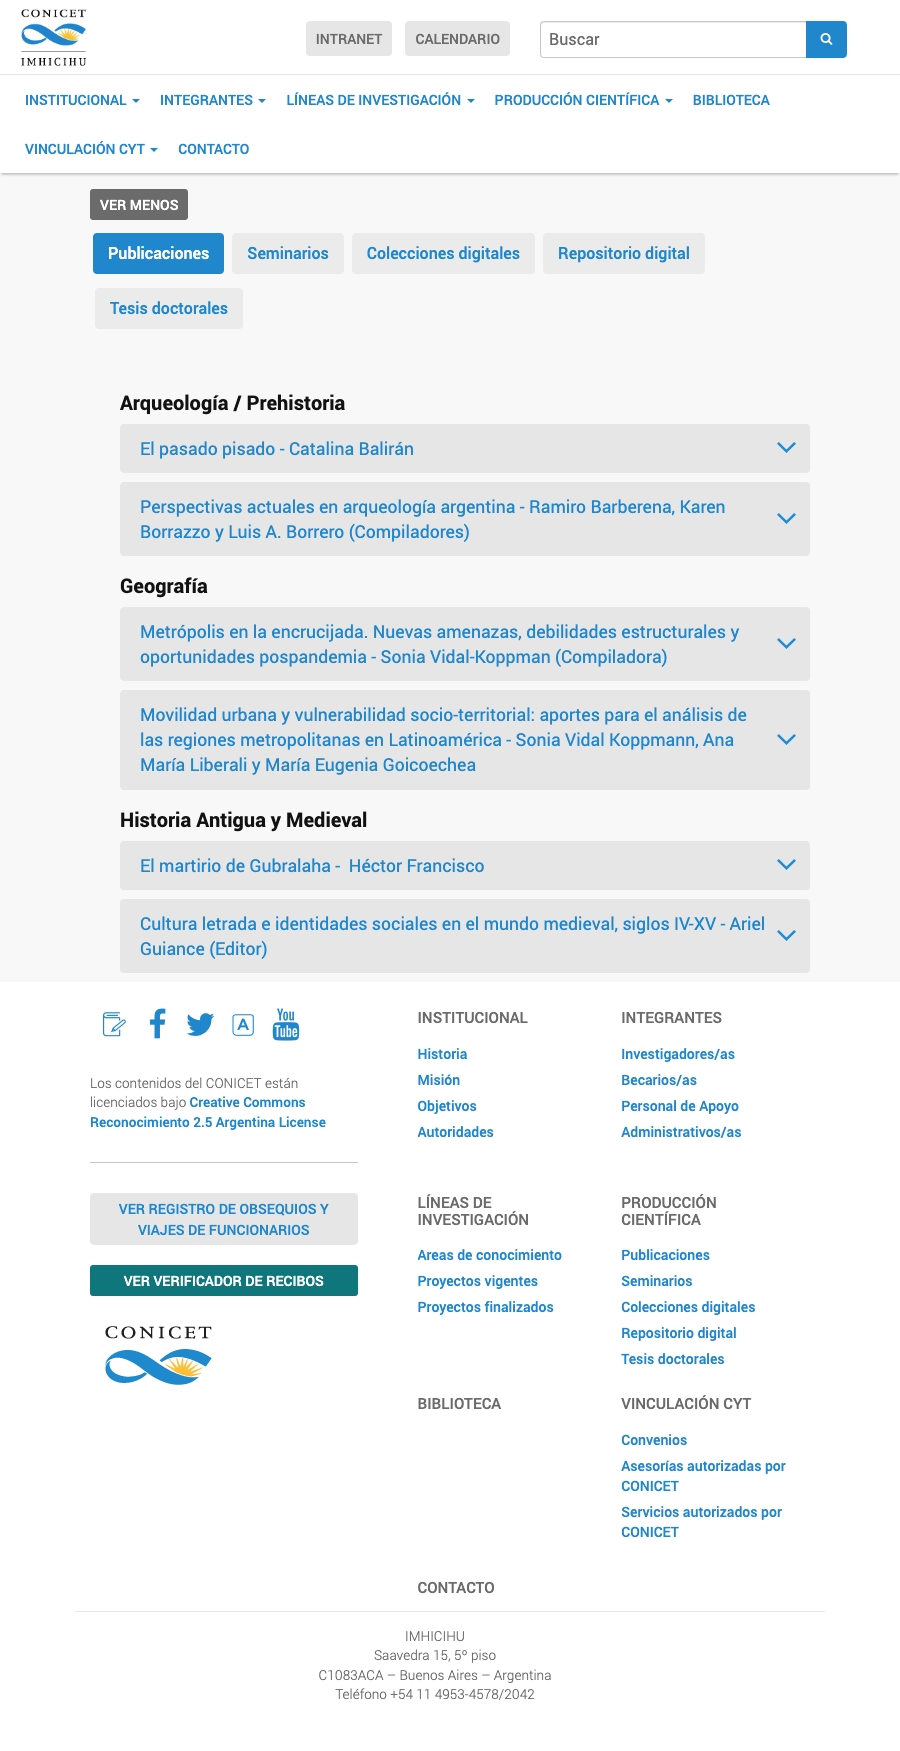 CONICET
IMHICIHU
INTRANET
CALENDARIO
Buscar
INSTITUCIONAL
INTEGRANTES
LÍNEAS DE INVESTIGACIÓN
PRODUCCIÓN CIENTÍFICA
BIBLIOTECA
VINCULACIÓN CYT
CONTACTO
VER MENOS
Publicaciones
Seminarios
Colecciones digitales
Repositorio digital
Tesis doctorales
Arqueología / Prehistoria
El pasado pisado - Catalina Balirán
Perspectivas actuales en arqueología argentina - Ramiro Barberena, Karen
Borrazzo y Luis A. Borrero (Compiladores)
Geografía
Metrópolis en la encrucijada. Nuevas amenazas, debilidades estructurales y
oportunidades pospandemia - Sonia Vidal-Koppman (Compiladora)
Movilidad urbana y vulnerabilidad socio-territorial: aportes para el análisis de
las regiones metropolitanas en Latinoamérica - Sonia Vidal Koppmann, Ana
María Liberali y María Eugenia Goicoechea
Historia Antigua y Medieval
El martirio de Gubralaha - Héctor Francisco
Cultura letrada e identidades sociales en el mundo medieval, siglos IV-XV - Ariel
Guiance (Editor)
A
You
Tube
Los contenidos del CONICET están
licenciados bajo Creative Commons
Reconocimiento 2.5 Argentina License
VER REGISTRO DE OBSEQUIOS Y
VIAJES DE FUNCIONARIOS
VER VERIFICADOR DE RECIBOS
CONICET
INSTITUCIONAL
Historia
Misión
Objetivos
Autoridades
INTEGRANTES
Investigadores/as
Becarios/as
Personal de Apoyo
Administrativos/as
LÍNEAS DE
INVESTIGACIÓN
Areas de conocimiento
Proyectos vigentes
Proyectos finalizados
PRODUCCIÓN
CIENTÍFICA
Publicaciones
Seminarios
Colecciones digitales
Repositorio digital
Tesis doctorales
BIBLIOTECA
VINCULACIÓN CYT
Convenios
Asesorías autorizadas por
CONICET
Servicios autorizados por
CONICET
CONTACTO
IMHICIHU
Saavedra 15, 5º piso
C1083ACA – Buenos Aires – Argentina
Teléfono +54 11 4953-4578/2042